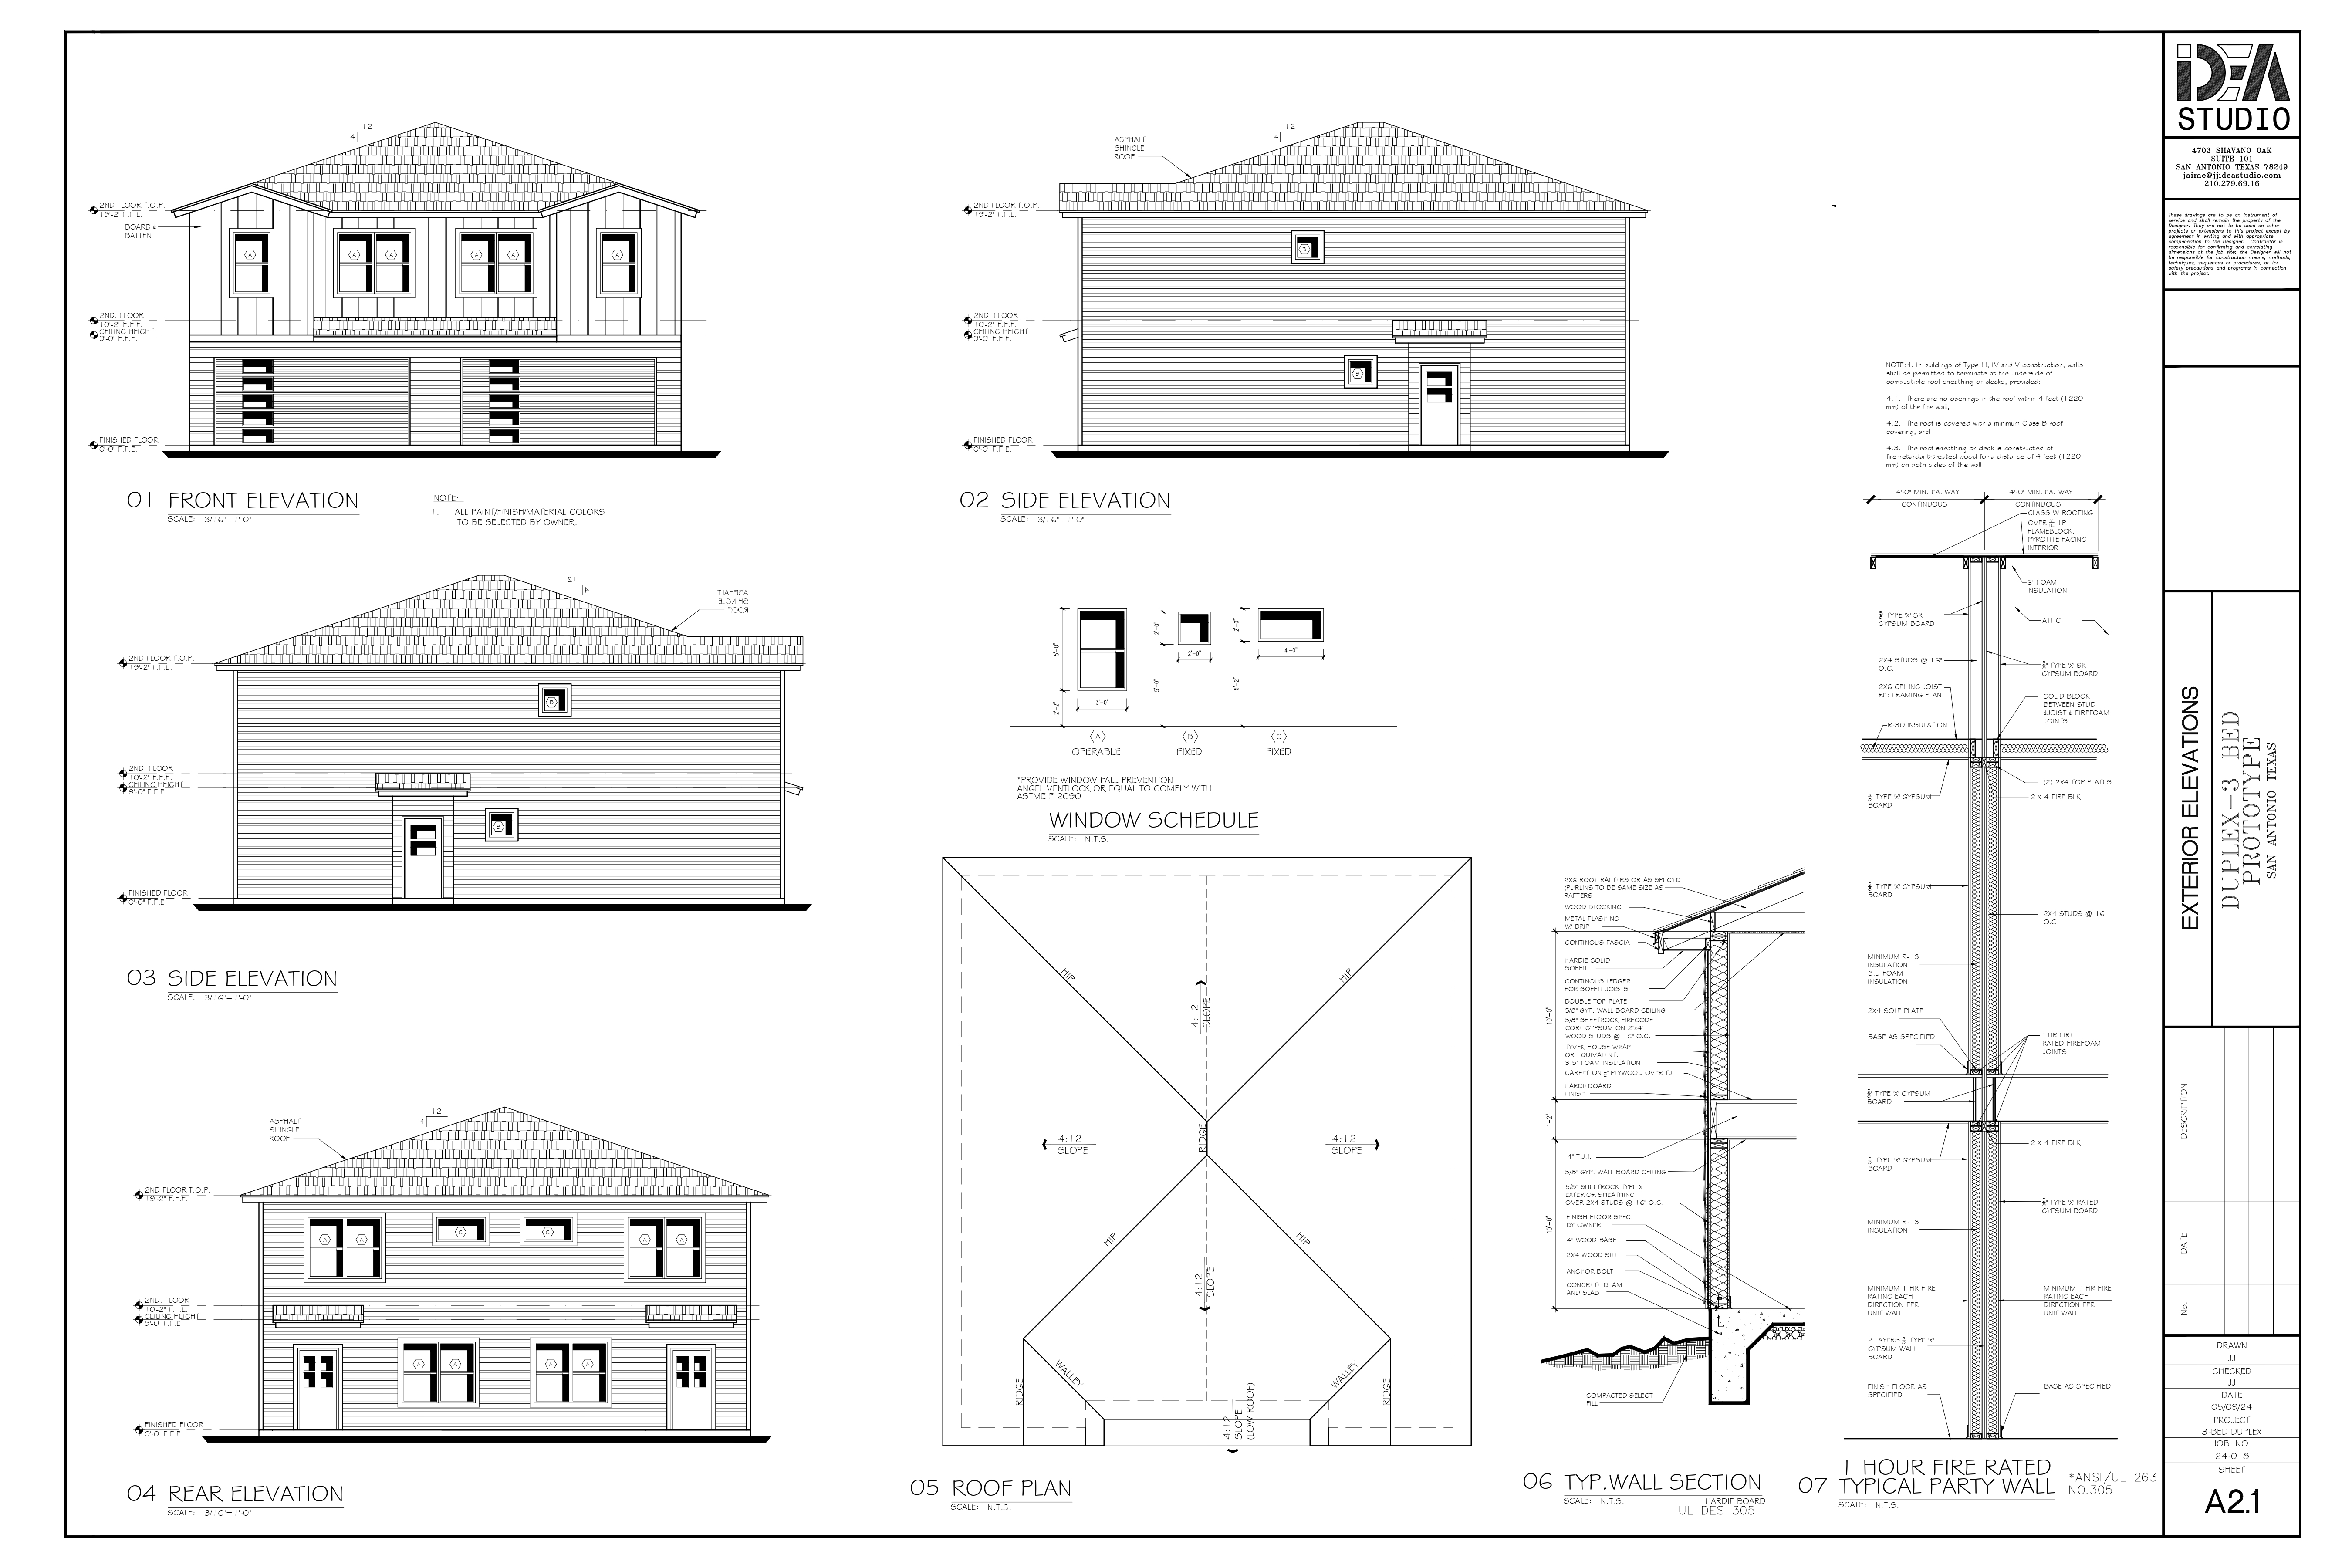 12
4
2ND FLOOR T.O.P.
19'-2" F.F.E.
BOARD &
BATTEN
A
A
A
A
A
A
2ND. FLOOR
10'-2" F.F.E.
CEILING HEIGHT
9'-0" F.F.E.
FINISHED FLOOR
0'-0" F.F.E.
01 FRONT ELEVATION
SCALE: 3/16"=1'-0"
NOTE:
1. ALL PAINT/FINISH/MATERIAL COLORS
TO BE SELECTED BY OWNER.
12
4
ASPHALT
SHINGLE
ROOF
2ND FLOOR T.O.P.
19'-2" F.F.E.
B
2ND. FLOOR
10'-2" F.F.E.
CEILING HEIGHT
9'-0" F.F.E.
B
FINISHED FLOOR
0'-0" F.F.E.
02 SIDE ELEVATION
SCALE: 3/16"=1'-0"
12
4
ASPHALT
SHINGLE
ROOF
2ND FLOOR T.O.P.
19'-2" F.F.E.
B
2ND. FLOOR
10'-2" F.F.E.
CEILING HEIGHT
9'-0" F.F.E.
B
FINISHED FLOOR
0'-0" F.F.E.
03 SIDE ELEVATION
SCALE: 3/16"=1'-0"
5'-0"
2'-2"
3'-0"
2'-0"
5'-0"
2'-0"
2'-0"
5'-2"
4'-0"
A
B
C
OPERABLE
FIXED
FIXED
*PROVIDE WINDOW FALL PREVENTION
ANGEL VENTLOCK OR EQUAL TO COMPLY WITH
ASTME F 2090
WINDOW SCHEDULE
SCALE: N.T.S.
12
4
ASPHALT
SHINGLE
ROOF
2ND FLOOR T.O.P.
19'-2" F.F.E.
A
A
C
C
A
A
2ND. FLOOR
10'-2" F.F.E.
CEILING HEIGHT
9'-0" F.F.E.
A
A
A
A
FINISHED FLOOR
0'-0" F.F.E.
04 REAR ELEVATION
SCALE: 3/16"=1'-0"
HIP
HIP
4:12
SLOPE
4:12
SLOPE
RIDGE
4:12
SLOPE
HIP
HIP
4:12
SLOPE
WALLEY
WALLEY
RIDGE
RIDGE
4:12
SLOPE
(LOW ROOF)
05 ROOF PLAN
SCALE: N.T.S.
2X6 ROOF RAFTERS OR AS SPEC'D
(PURLINS TO BE SAME SIZE AS
RAFTERS
WOOD BLOCKING
METAL FLASHING
W/ DRIP
CONTINOUS FASCIA
HARDIE SOLID
SOFFIT
CONTINOUS LEDGER
FOR SOFFIT JOISTS
DOUBLE TOP PLATE
5/8" GYP. WALL BOARD CEILING
5/8" SHEETROCK FIRECODE
CORE GYPSUM ON 2"x4"
WOOD STUDS @ 16" O.C.
TYVEK HOUSE WRAP
OR EQUIVALENT.
3.5" FOAM INSULATION
CARPET ON 1/2" PLYWOOD OVER TJI
HARDIEBOARD
FINISH
10'-0"
1'-2"
10'-0"
14" T.J.I.
5/8" GYP. WALL BOARD CEILING
5/8" SHEETROCK TYPE X
EXTERIOR SHEATHING
OVER 2X4 STUDS @ 16" O.C.
FINISH FLOOR SPEC.
BY OWNER
4" WOOD BASE
2X4 WOOD SILL
ANCHOR BOLT
CONCRETE BEAM
AND SLAB
COMPACTED SELECT
FILL
06 TYP.WALL SECTION
SCALE: N.T.S.
HARDIE BOARD
UL DES 305
NOTE:4. In buildings of Type III, IV and V construction, walls
shall be permitted to terminate at the underside of
combustible roof sheathing or decks, provided:
4.1. There are no openings in the roof within 4 feet (1220
mm) of the fire wall,
4.2. The roof is covered with a minimum Class B roof
covering, and
4.3. The roof sheathing or deck is constructed of
fire-retardant-treated wood for a distance of 4 feet (1220
mm) on both sides of the wall
4'-0" MIN. EA. WAY
CONTINUOUS
4'-0" MIN. EA. WAY
CONTINUOUS
CLASS 'A' ROOFING
OVER 7/16" LP
FLAMEBLOCK,
PYROTITE FACING
INTERIOR
6" FOAM
INSULATION
5/8" TYPE 'X' SR
GYPSUM BOARD
ATTIC
2X4 STUDS @ 16"
O.C.
5/8" TYPE 'X' SR
GYPSUM BOARD
2X6 CEILING JOIST
RE: FRAMING PLAN
SOLID BLOCK
BETWEEN STUD
&JOIST & FIREFOAM
JOINTS
R-30 INSULATION
(2) 2X4 TOP PLATES
5/8" TYPE 'X' GYPSUM
BOARD
2 X 4 FIRE BLK
5/8" TYPE 'X' GYPSUM
BOARD
2X4 STUDS @ 16"
O.C.
MINIMUM R-13
INSULATION.
3.5 FOAM
INSULATION
2X4 SOLE PLATE
BASE AS SPECIFIED
1 HR FIRE
RATED-FIREFOAM
JOINTS
5/8" TYPE 'X' GYPSUM
BOARD
2 X 4 FIRE BLK
5/8" TYPE 'X' GYPSUM
BOARD
5/8" TYPE 'X' RATED
GYPSUM BOARD
MINIMUM R-13
INSULATION
MINIMUM 1 HR FIRE
RATING EACH
DIRECTION PER
UNIT WALL
MINIMUM 1 HR FIRE
RATING EACH
DIRECTION PER
UNIT WALL
2 LAYERS 5/8" TYPE 'X'
GYPSUM WALL
BOARD
FINISH FLOOR AS
SPECIFIED
BASE AS SPECIFIED
1 HOUR FIRE RATED
07 TYPICAL PARTY WALL
SCALE: N.T.S.
*ANSI/UL 263
NO.305
iDEA
STUDIO
4703 SHAVANO OAK
SUITE 101
SAN ANTONIO TEXAS 78249
jaime@jjideastudio.com
210.279.69.16
These drawings are to be an instrument of
service and shall remain the property of the
Designer. They are not to be used on other
projects or extensions to this project except by
agreement in writing and with appropriate
compensation to the Designer. Contractor is
responsible for confirming and correlating
dimensions at the job site; the Designer will not
be responsible for construction means, methods,
techniques, sequences or procedures, or for
safety precautions and programs in connection
with the project.
EXTERIOR ELEVATIONS
DUPLEX-3 BED
PROTOTYPE
SAN ANTONIO TEXAS
DESCRIPTION
DATE
No.
DRAWN
JJ
CHECKED
JJ
DATE
05/09/24
PROJECT
3-BED DUPLEX
JOB. NO.
24-018
SHEET
A2.1